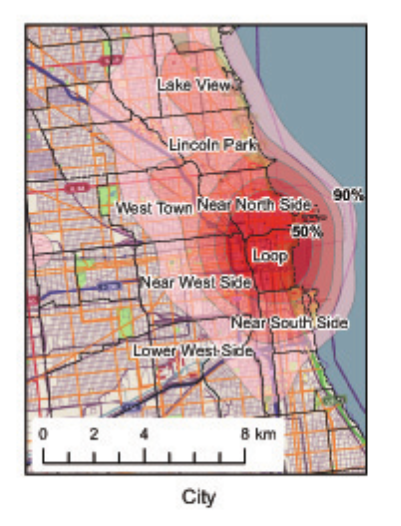 Lake View
Lincoln Park
90%
West Town Near North Side
50%
Loop
Near West Side
Near South Side
Lower West Side
0 2 4 8 km
City